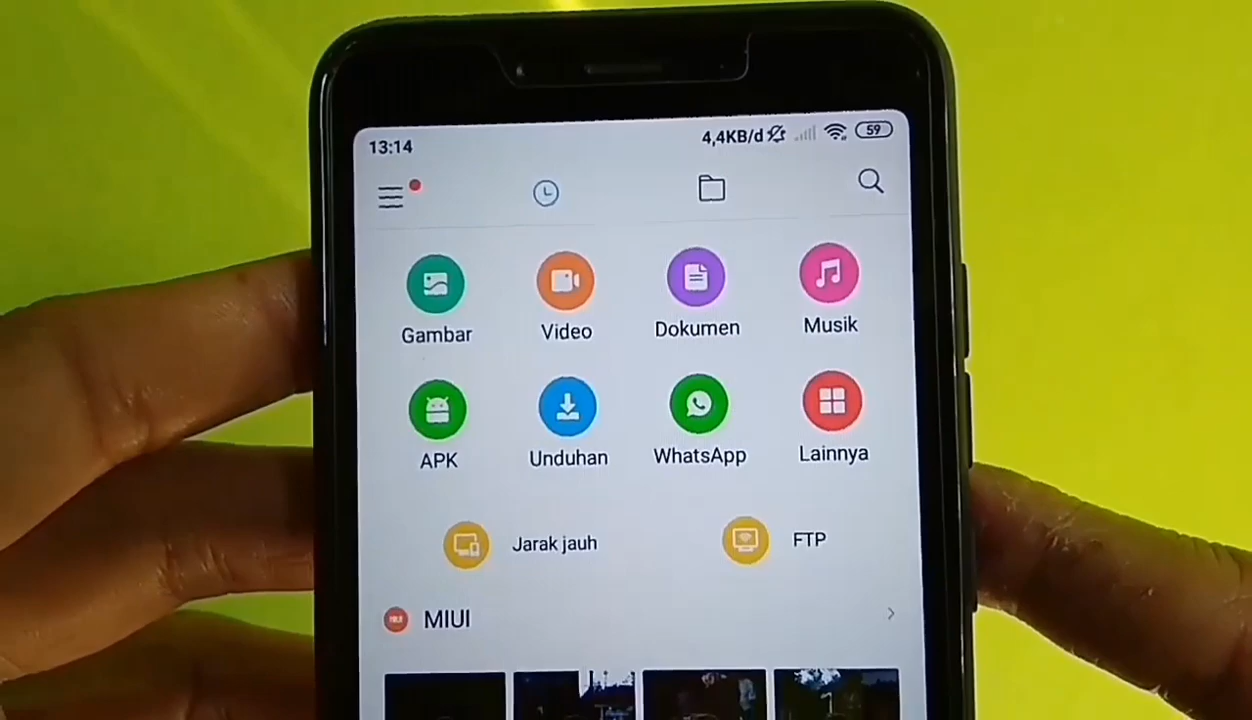 13:14 4,4KB/d 59
Gambar Video Dokumen Musik
APK Unduhan WhatsApp Lainnya
Jarak jauh FTP
MIUI